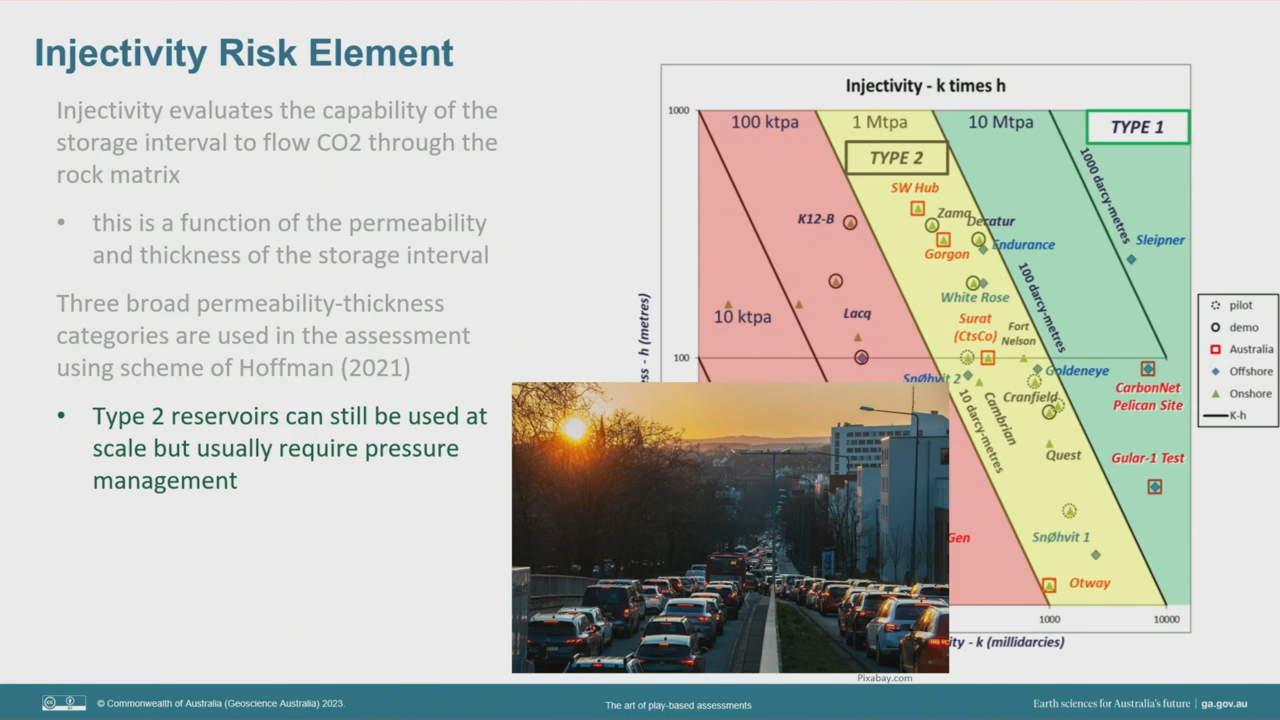 Injectivity Risk Element
Injectivity evaluates the capability of the
storage interval to flow CO2 through the
rock matrix
• this is a function of the permeability
and thickness of the storage interval
Three broad permeability-thickness
categories are used in the assessment
using scheme of Hoffman (2021)
• Type 2 reservoirs can still be used at
scale but usually require pressure
management
Injectivity - k times h
1000
100 ktpa
1 Mtpa
10 Mtpa
TYPE 1
TYPE 2
1000 darcy-metres
SW Hub
K12-B
Zama
Decatur
Gorgon
Endurance
Sleipner
100 darcy-metres
White Rose
10 ktpa
Lacq
Surat
(CtsCo)
Fort
Nelson
- h (metres)
100
Snøhvit 2
Goldeneye
CarbonNet
Pelican Site
10 darcy-metres
Cambrian
Cranfield
Quest
Gular-1 Test
SnØhvit 1
Gen
Otway
1000
10000
- k (millidarcies)
pilot
demo
Australia
Offshore
Onshore
K-h
Pixabay.com
© Commonwealth of Australia (Geoscience Australia) 2023.
The art of play-based assessments
Earth sciences for Australia's future | ga.gov.au